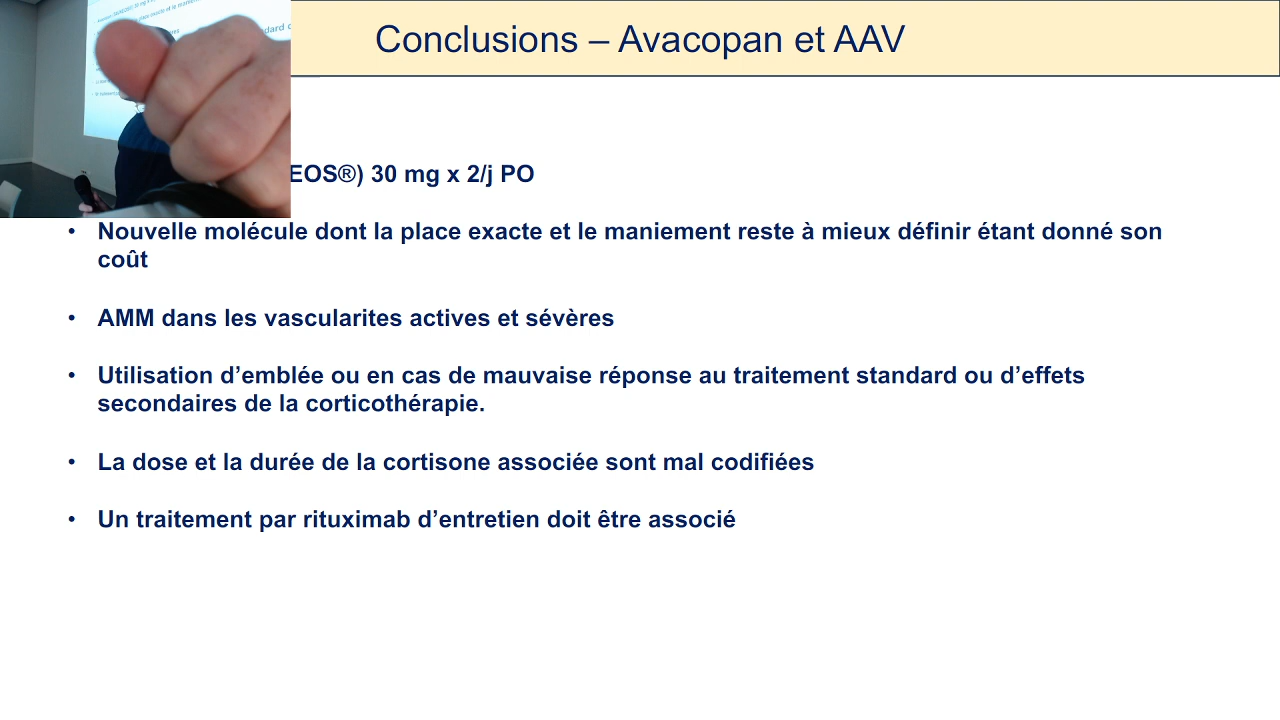 Conclusions – Avacopan et AAV
EOS®) 30 mg x 2/j PO
• Nouvelle molécule dont la place exacte et le maniement reste à mieux définir étant donné son
coût
• AMM dans les vascularites actives et sévères
• Utilisation d’emblée ou en cas de mauvaise réponse au traitement standard ou d’effets
secondaires de la corticothérapie.
• La dose et la durée de la cortisone associée sont mal codifiées
• Un traitement par rituximab d’entretien doit être associé